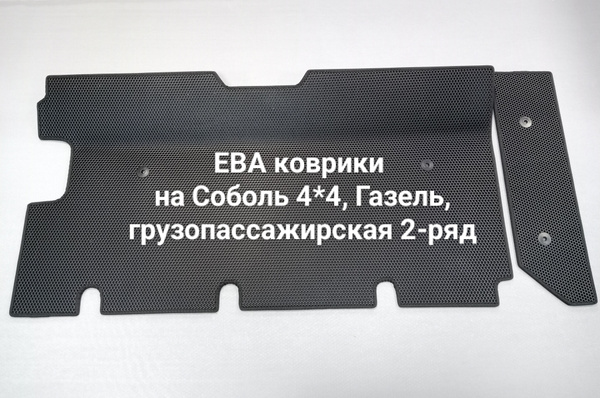 ЕВА коврики
на Соболь 4*4, Газель,
грузопассажирская 2-ряд